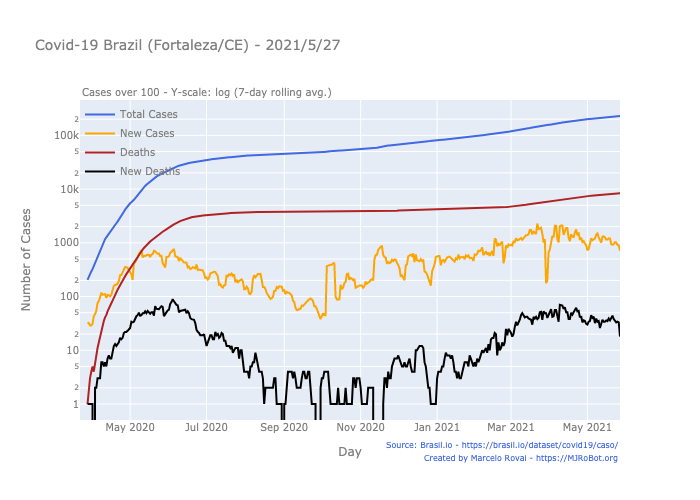 Covid-19 Brazil (Fortaleza/CE) - 2021/5/27
Cases over 100 - Y-scale: log (7-day rolling avg.)
Total Cases
New Cases
Deaths
New Deaths
Number of Cases
2
100k
5
2
10k
5
2
1000
5
2
100
5
2
10
5
2
1
May 2020 Jul 2020 Sep 2020 Nov 2020 Jan 2021 Mar 2021 May 2021
Day
Source: Brasil.io - https://brasil.io/dataset/covid19/caso/
Created by Marcelo Rovai - https://MJRoBot.org